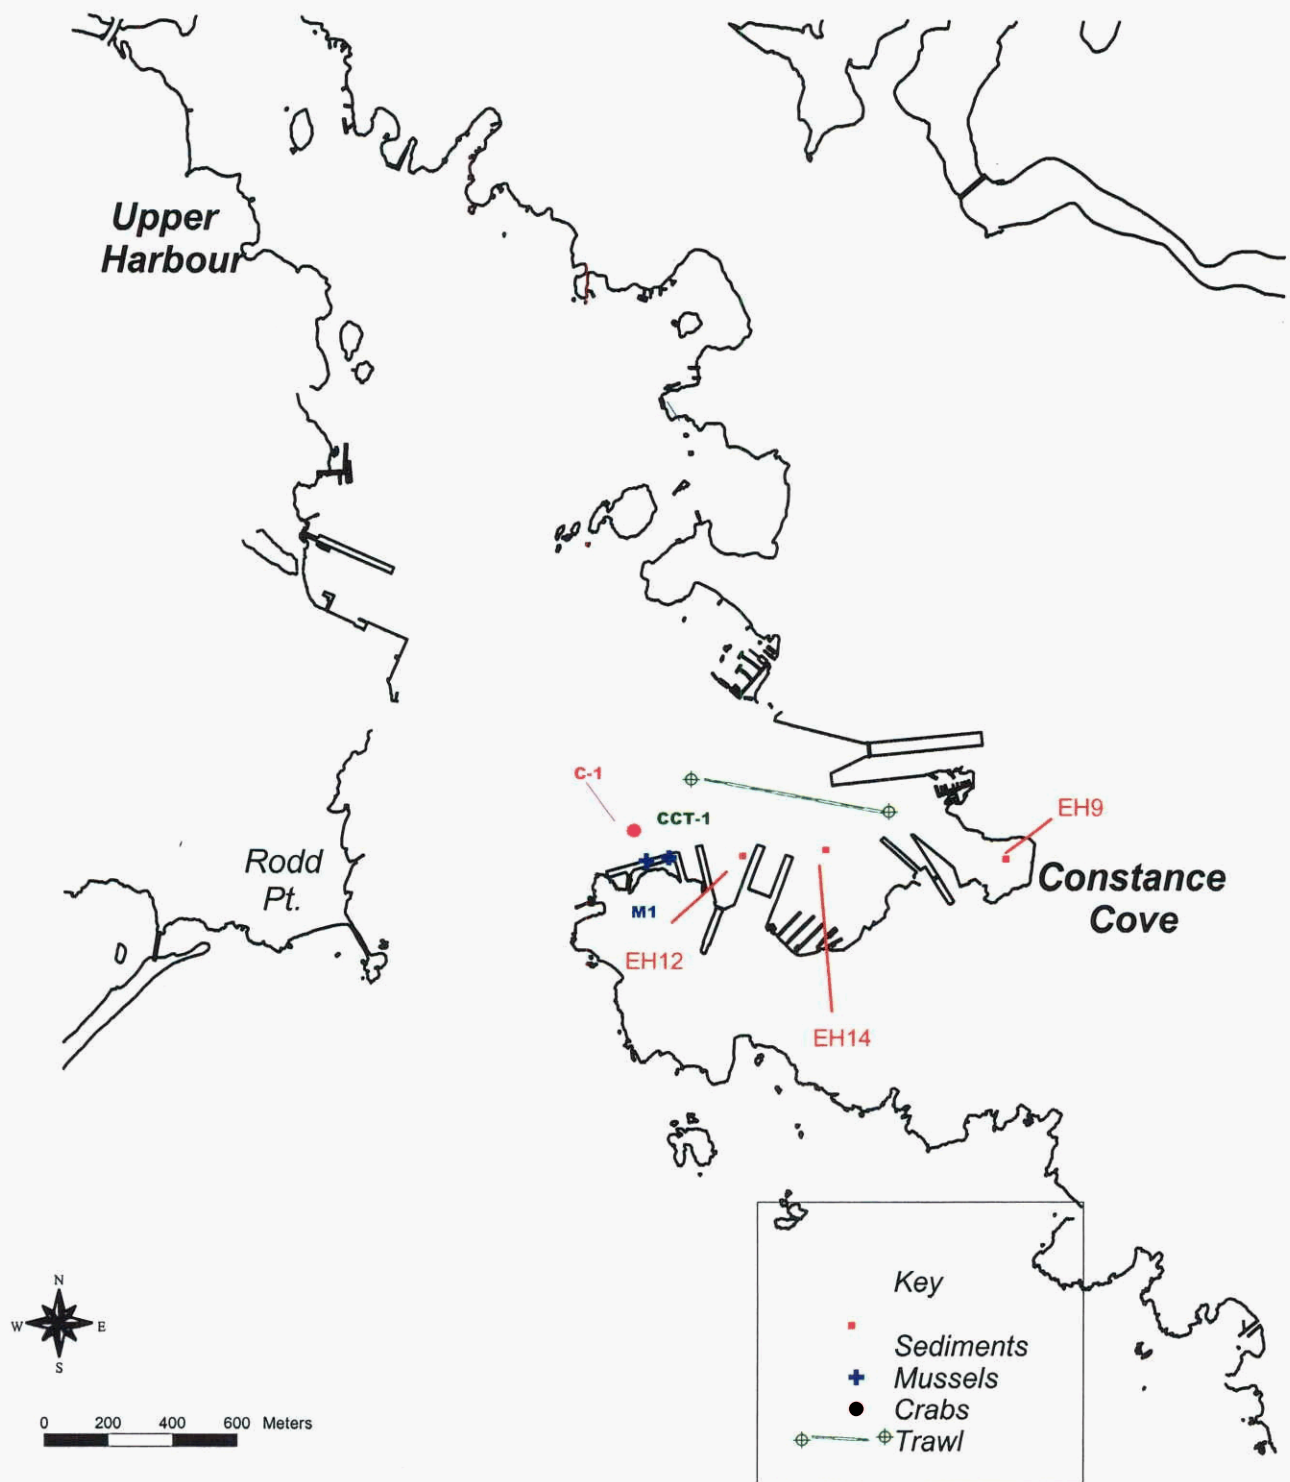 Upper
Harbour
C-1
CCT-1
EH9
Rodd
Pt.
Constance
Cove
M1
EH12
EH14
N
W E
S
0 200 400 600 Meters
Key
Sediments
Mussels
Crabs
Trawl